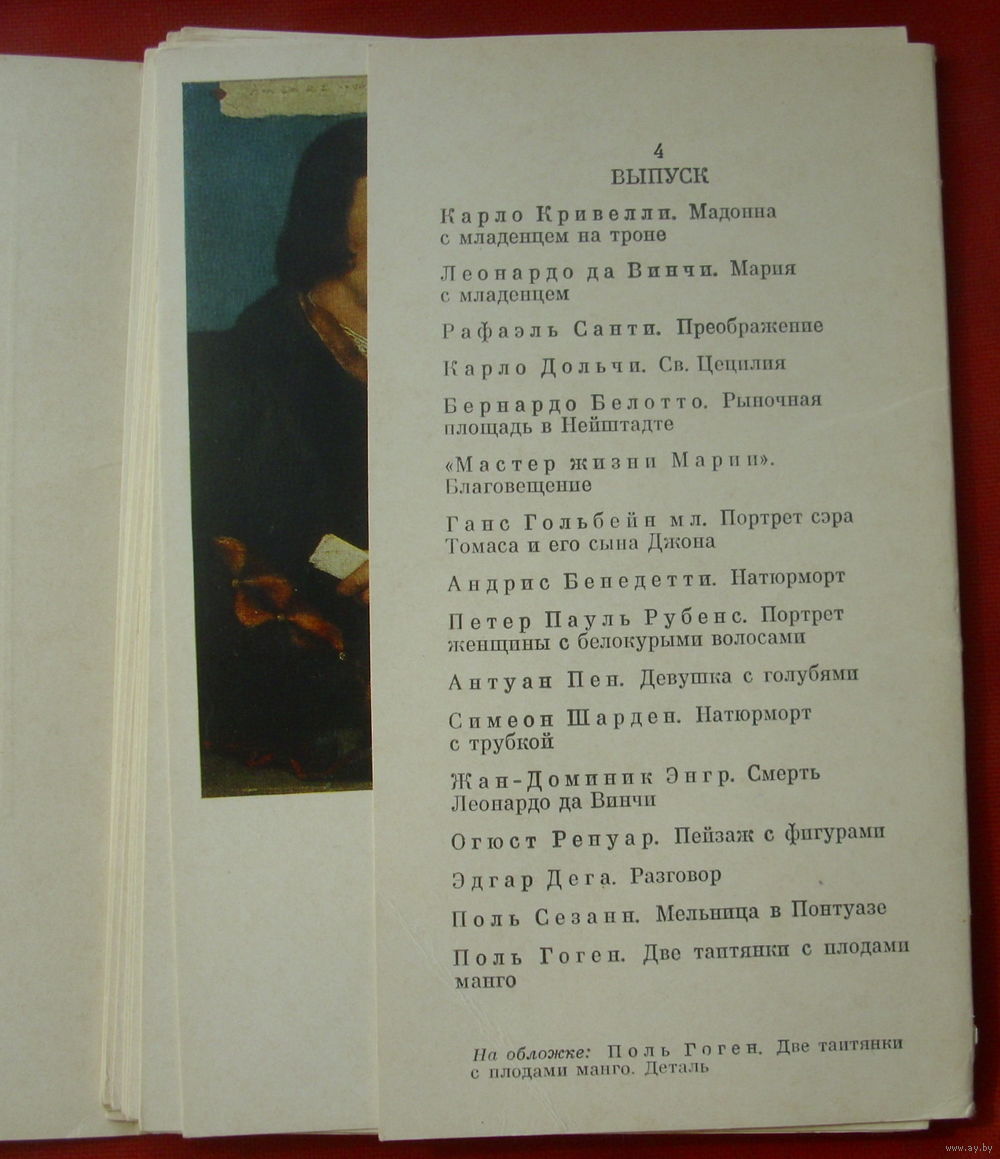 4
ВЫПУСК
Карло Кривелли. Мадонна
с младенцем на троне
Леонардо да Винчи. Мария
с младенцем
Рафаэль Санти. Преображение
Карло Дольчи. Св. Цецилия
Бернардо Белотто. Рыночная
площадь в Нейштадте
«Мастер жизни Марии».
Благовещение
Ганс Гольбейн мл. Портрет сэра
Томаса и его сына Джона
Андрис Бенедетти. Натюрморт
Петер Пауль Рубенс. Портрет
женщины с белокурыми волосами
Антуан Пен. Девушка с голубями
Симеон Шарден. Натюрморт
с трубкой
Жан-Доминик Энгр. Смерть
Леонардо да Винчи
Огюст Ренуар. Пейзаж с фигурами
Эдгар Дега. Разговор
Поль Сезанн. Мельница в Понтуазе
Поль Гоген. Две таитянки с плодами
манго
На обложке: Поль Гоген. Две таитянки
с плодами манго. Деталь
www.ay.by